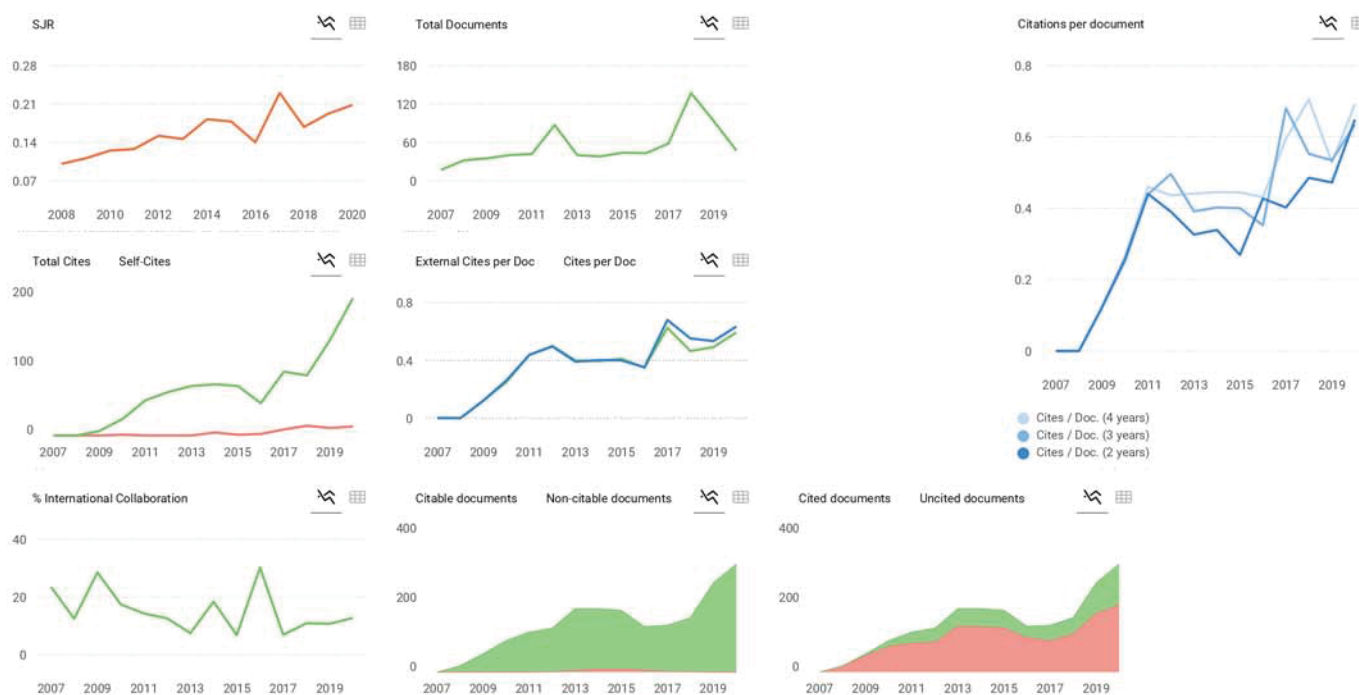 SJR
0.28
0.21
0.14
0.07
2008 2010 2012 2014 2016 2018 2020
Total Documents
180
120
60
0
2007 2009 2011 2013 2015 2017 2019
Citations per document
0.8
0.6
0.4
0.2
0
2007 2009 2011 2013 2015 2017 2019
Cites / Doc. (4 years)
Cites / Doc. (3 years)
Cites / Doc. (2 years)
Total Cites Self-Cites
200
100
0
2007 2009 2011 2013 2015 2017 2019
External Cites per Doc Cites per Doc
0.8
0.4
0
2007 2009 2011 2013 2015 2017 2019
% International Collaboration
40
20
0
2007 2009 2011 2013 2015 2017 2019
Citable documents Non-citable documents
400
200
0
2007 2009 2011 2013 2015 2017 2019
Cited documents Uncited documents
400
200
0
2007 2009 2011 2013 2015 2017 2019